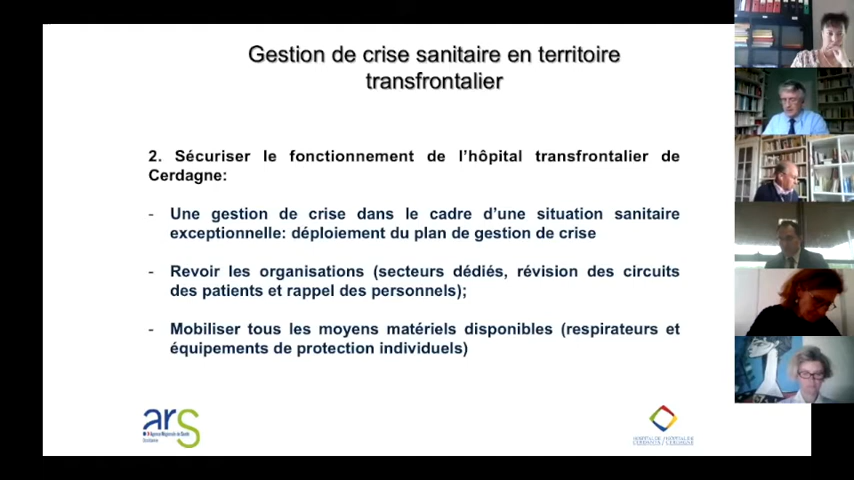 Gestion de crise sanitaire en territoire
transfrontalier
2. Sécuriser le fonctionnement de l'hôpital transfrontalier de
Cerdagne:
- Une gestion de crise dans le cadre d'une situation sanitaire
exceptionnelle: déploiement du plan de gestion de crise
- Revoir les organisations (secteurs dédiés, révision des circuits
des patients et rappel des personnels);
- Mobiliser tous les moyens matériels disponibles (respirateurs et
équipements de protection individuels)
ars